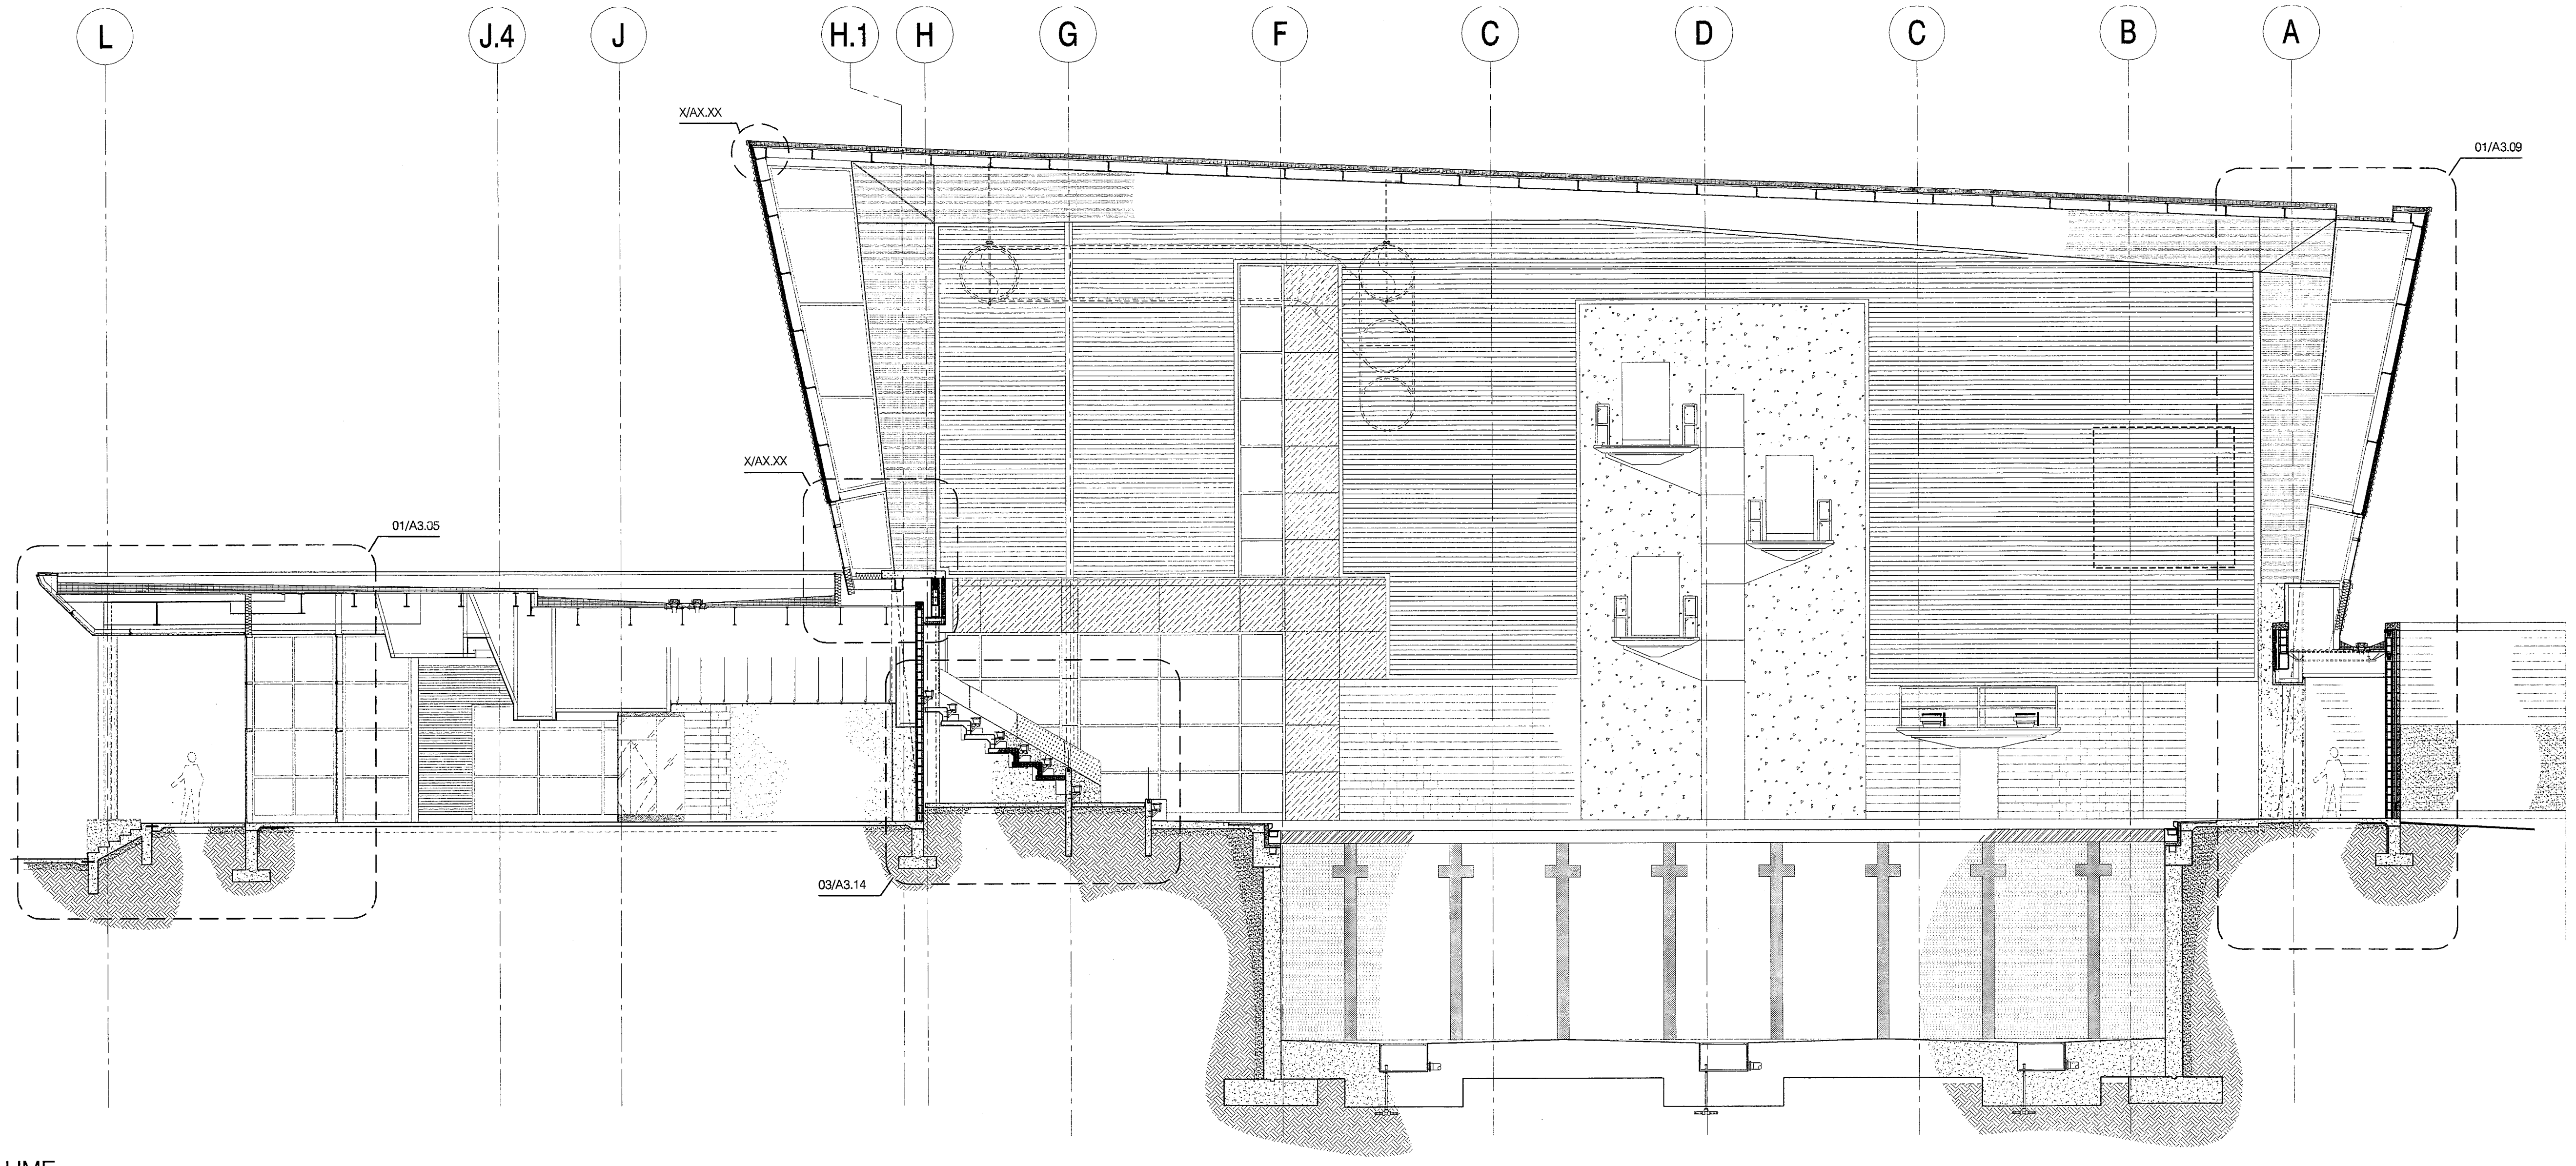 L J.4 J H.1 H G F C D C B A
X/AX.XX
01/A3.09
X/AX.XX
01/A3.05
03/A3.14